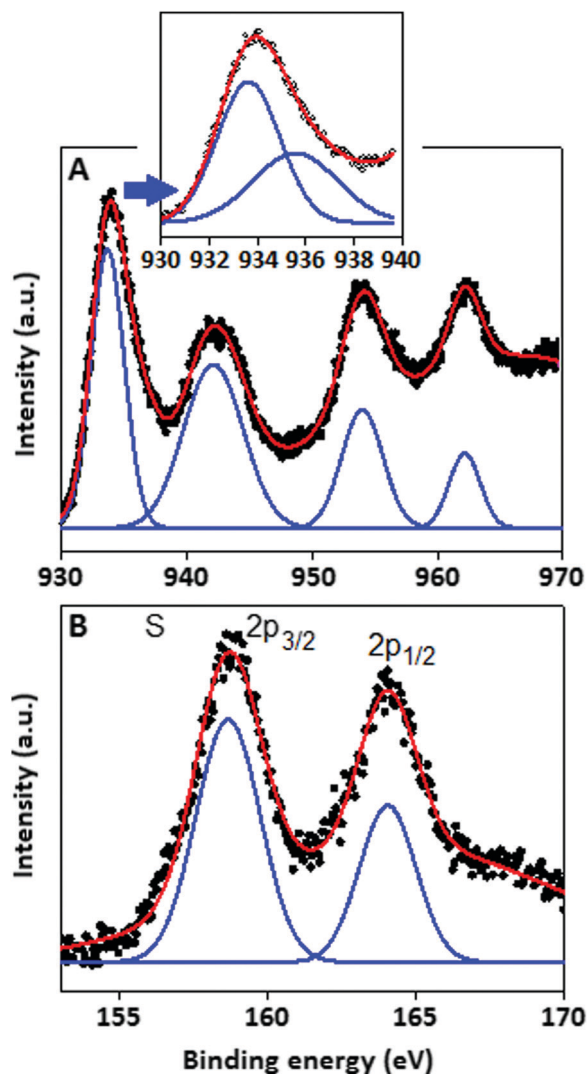 930 932 934 936 938 940
A
Intensity (a.u.)
930 940 950 960 970
B S 2p3/2 2p1/2
Intensity (a.u.)
155 160 165 170
Binding energy (eV)